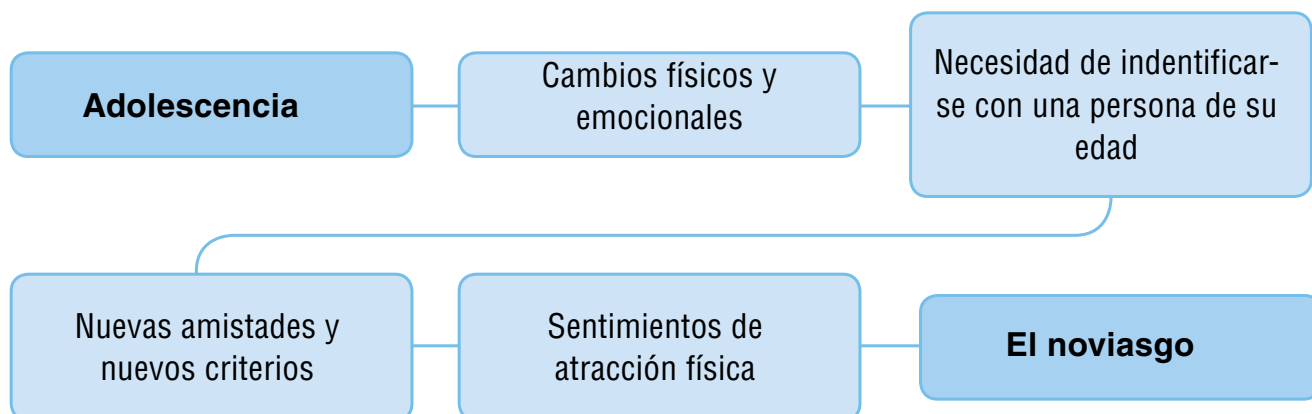 Adolescencia
Cambios físicos y
emocionales
Necesidad de indentificar-
se con una persona de su
edad
Nuevas amistades y
nuevos criterios
Sentimientos de
atracción física
El noviasgo